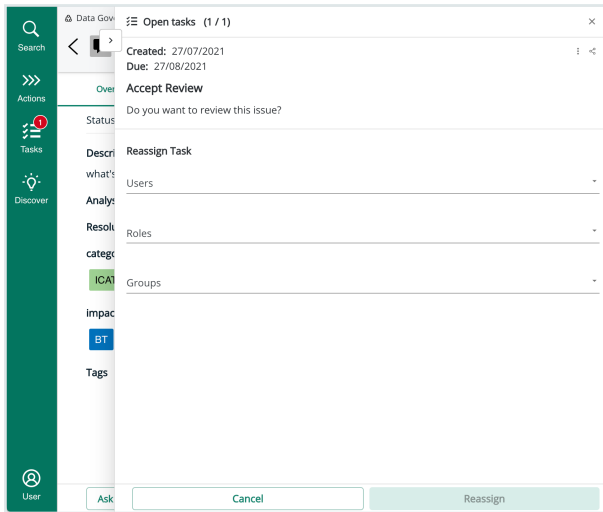 Search
Actions
1
Tasks
Discover
User
Data Gov
Over
Status
Descri
what's
Analys
Resolu
catego
ICAT
impac
BT
Tags
Ask
Open tasks (1 / 1)
Created: 27/07/2021
Due: 27/08/2021
Accept Review
Do you want to review this issue?
Reassign Task
Users
Roles
Groups
Cancel
Reassign